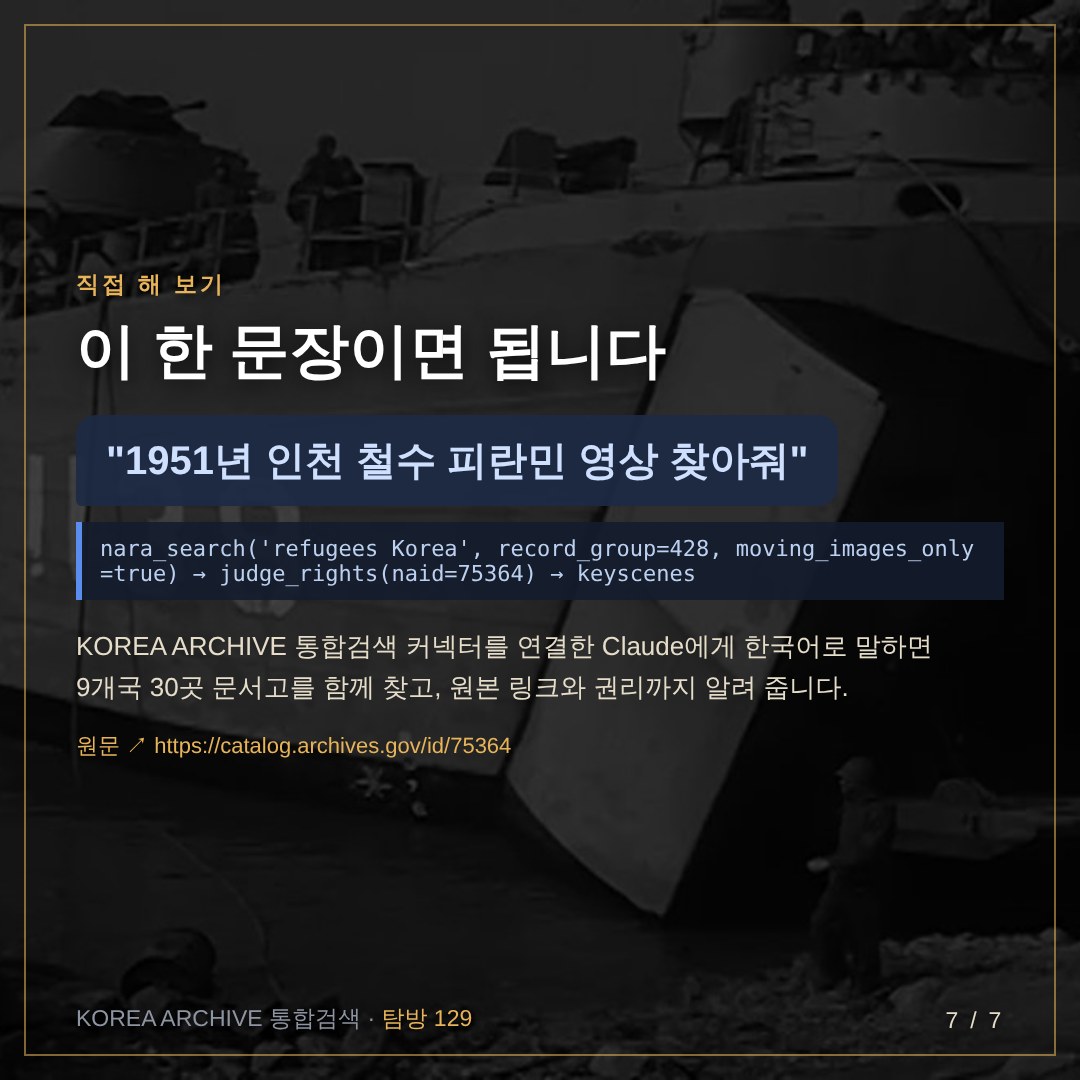 직접 해 보기
이 한 문장이면 됩니다
"1951년 인천 철수 피란민 영상 찾아줘"
nara_search('refugees Korea', record_group=428, moving_images_only
=true) → judge_rights(naid=75364) → keyscenes
KOREA ARCHIVE 통합검색 커넥터를 연결한 Claude에게 한국어로 말하면
9개국 30곳 문서고를 함께 찾고, 원본 링크와 권리까지 알려 줍니다.
원문 ↗ https://catalog.archives.gov/id/75364
KOREA ARCHIVE 통합검색 · 탐방 129
7 / 7